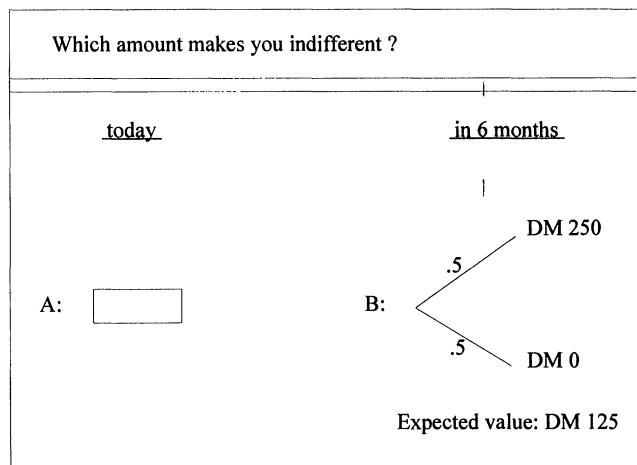 Which amount makes you indifferent ?
today
in 6 months
DM 250
.5
A:
B:
.5
DM 0
Expected value: DM 125